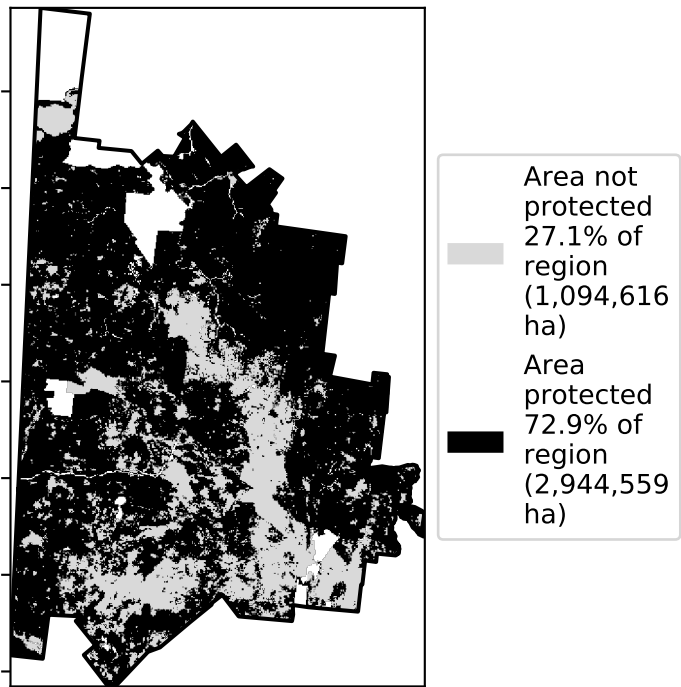 Area not
protected
27.1% of
region
(1,094,616
ha)
Area
protected
72.9% of
region
(2,944,559
ha)